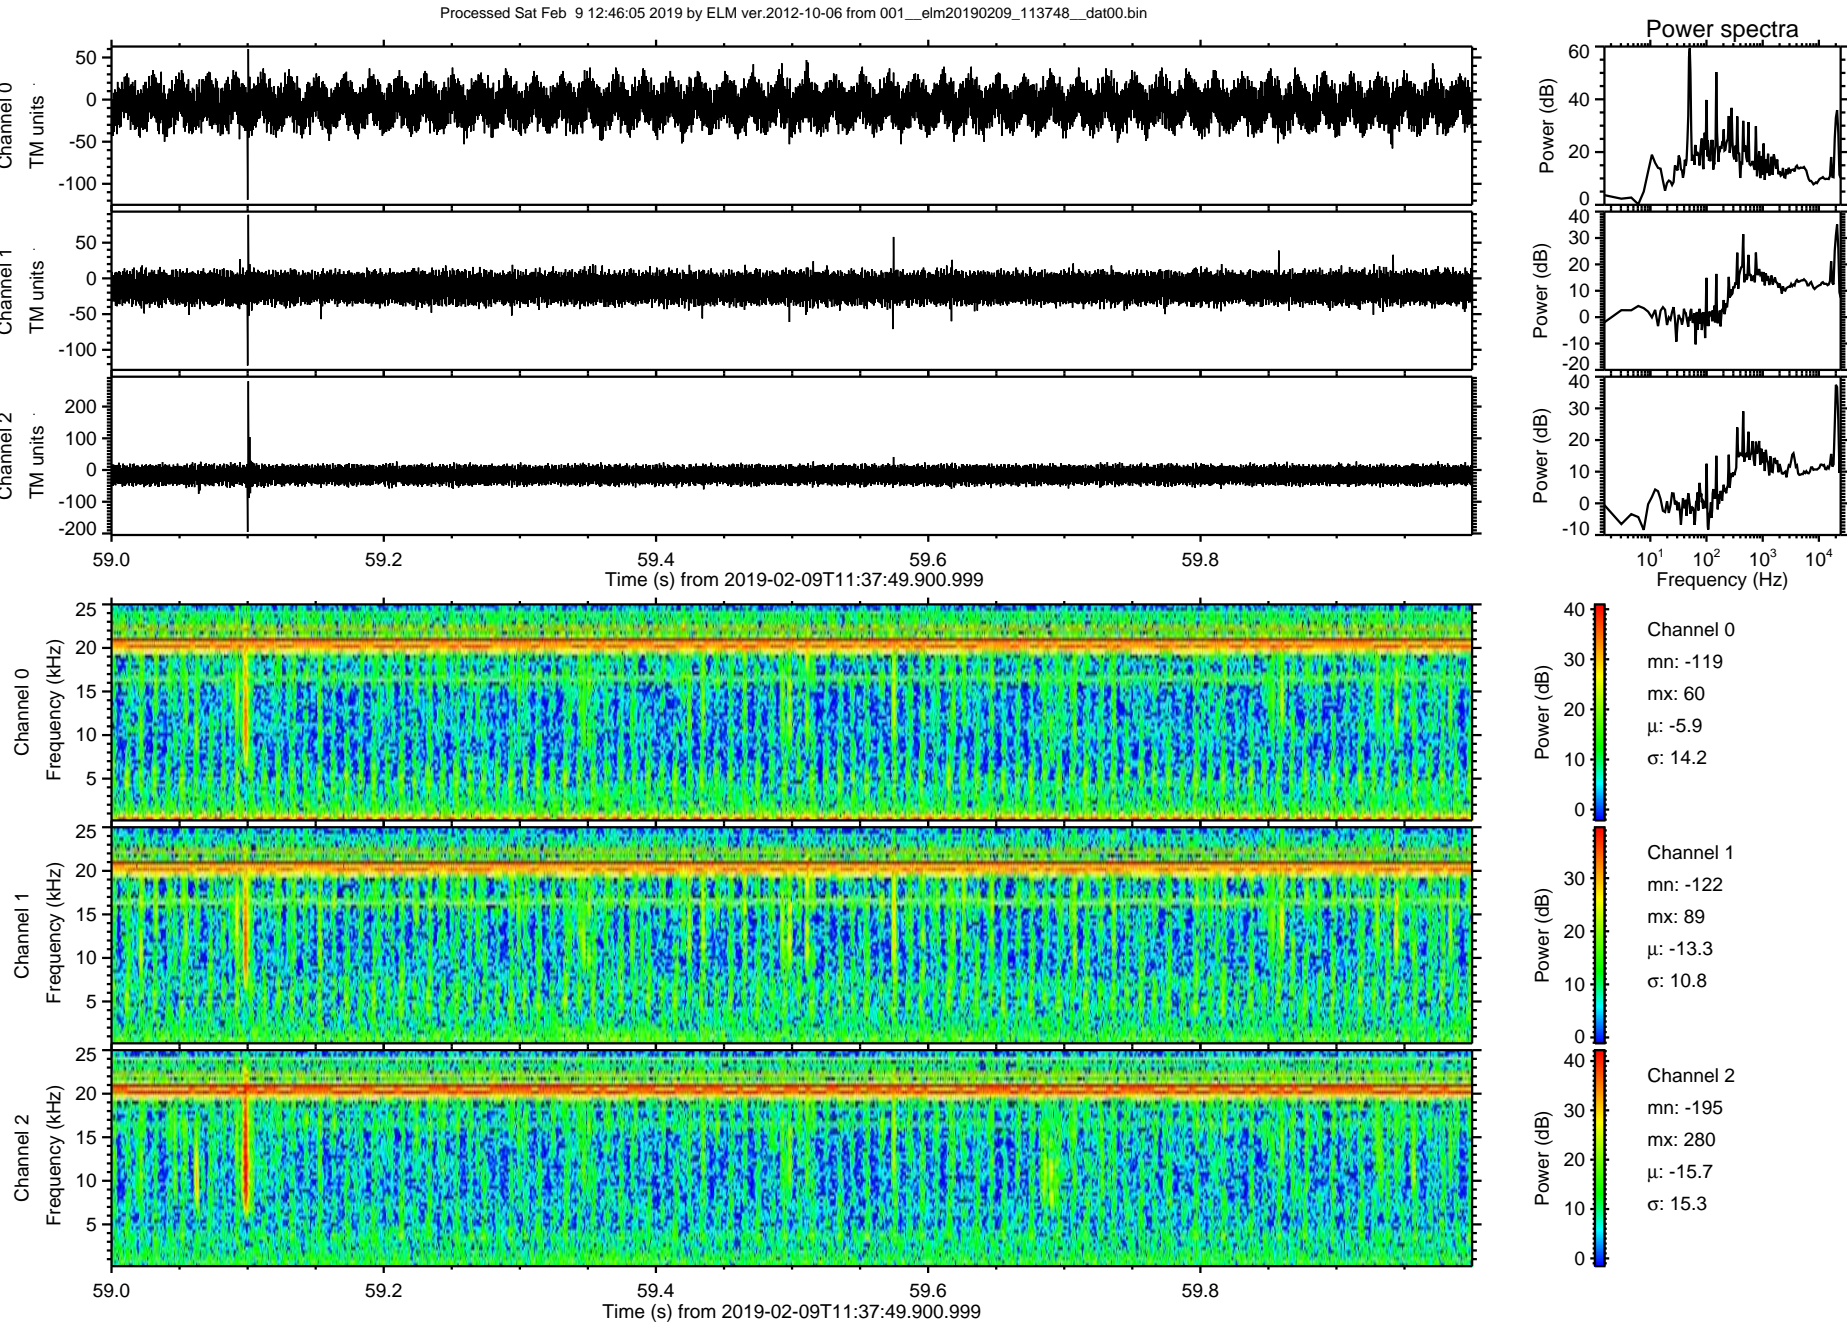 Processed Sat Feb 9 12:46:05 2019 by ELM ver.2012-10-06 from 001__elm20190209_113748__dat00.bin
Power spectra
Channel 0
TM units
50
0
-50
-100
Power (dB)
60
40
20
0
Channel 1
TM units
50
0
-50
-100
Power (dB)
40
30
20
10
0
-10
-20
Channel 2
TM units
200
100
0
-100
-200
Power (dB)
40
30
20
10
0
-10
59.0 59.2 59.4 59.6 59.8
Time (s) from 2019-02-09T11:37:49.900.999
10^1 10^2 10^3 10^4
Frequency (Hz)
Channel 0
Frequency (kHz)
25
20
15
10
5
Power (dB)
40
30
20
10
0
Channel 0
mn: -119
mx: 60
μ: -5.9
σ: 14.2
Channel 1
Frequency (kHz)
25
20
15
10
5
Power (dB)
30
20
10
0
Channel 1
mn: -122
mx: 89
μ: -13.3
σ: 10.8
Channel 2
Frequency (kHz)
25
20
15
10
5
Power (dB)
40
30
20
10
0
Channel 2
mn: -195
mx: 280
μ: -15.7
σ: 15.3
59.0 59.2 59.4 59.6 59.8
Time (s) from 2019-02-09T11:37:49.900.999